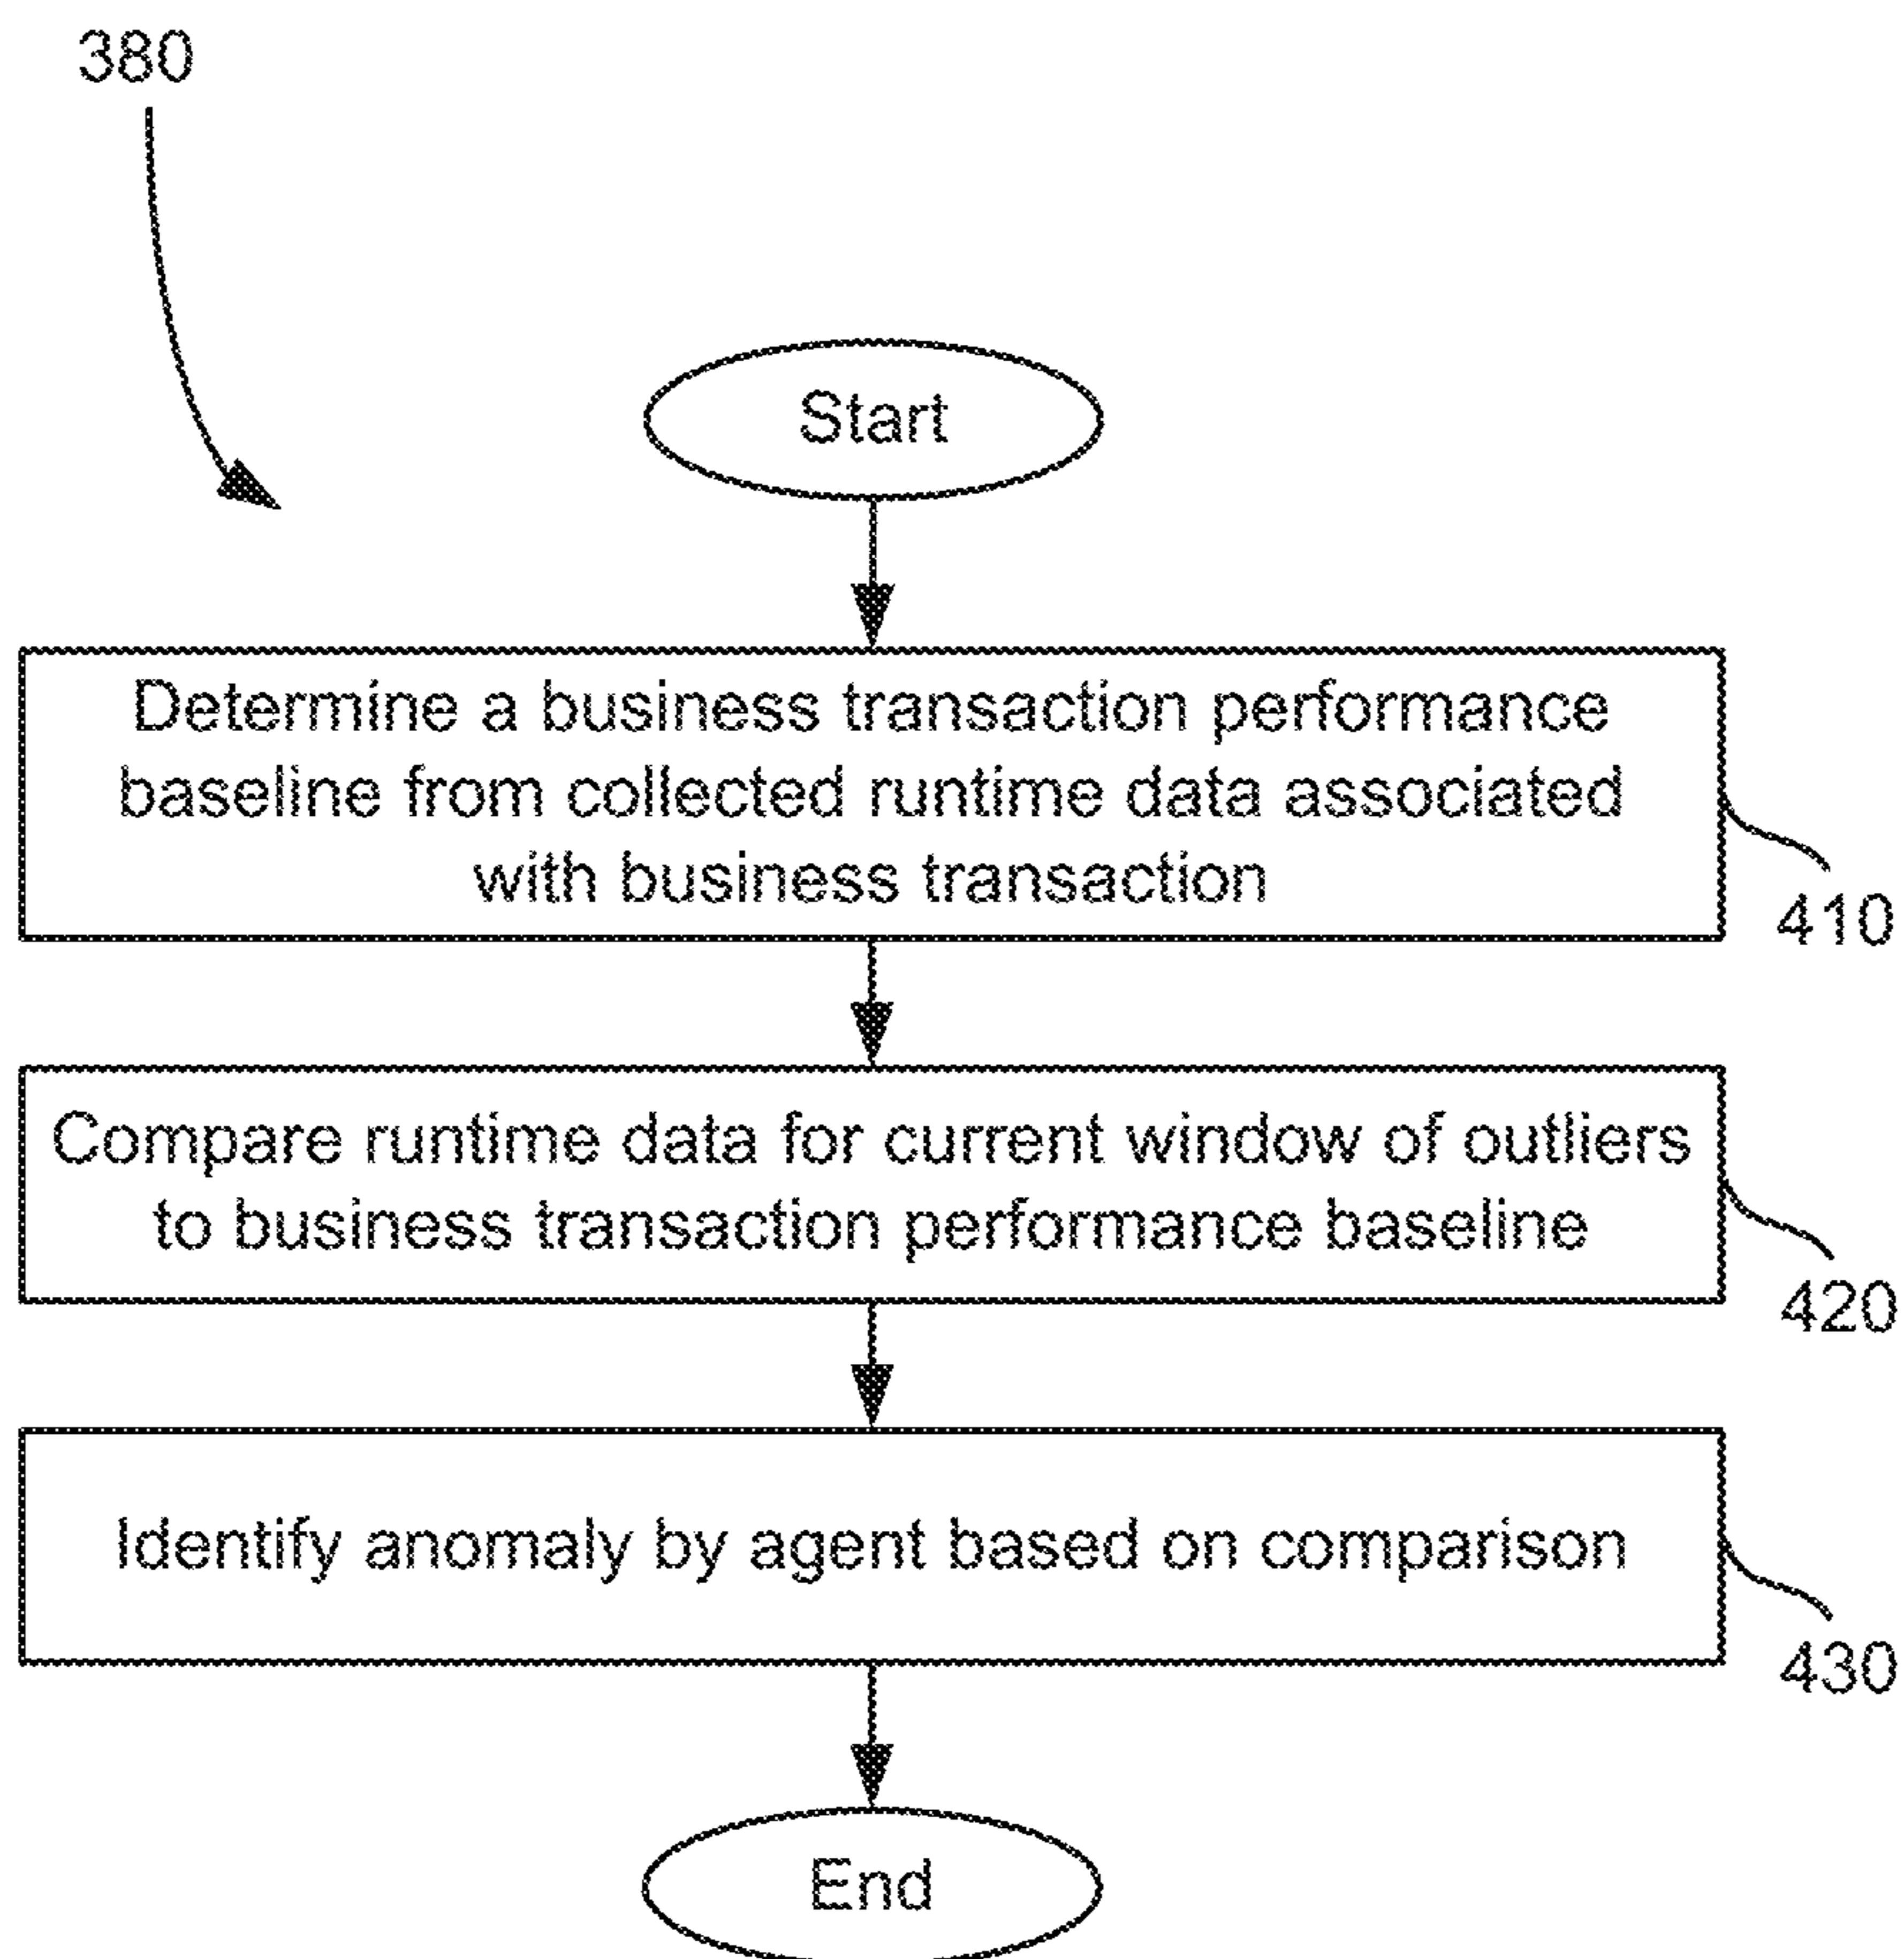 380
Start
Determine a business transaction performance
baseline from collected runtime data associated
with business transaction
410
Compare runtime data for current window of outliers
to business transaction performance baseline
420
Identify anomaly by agent based on comparison
430
End